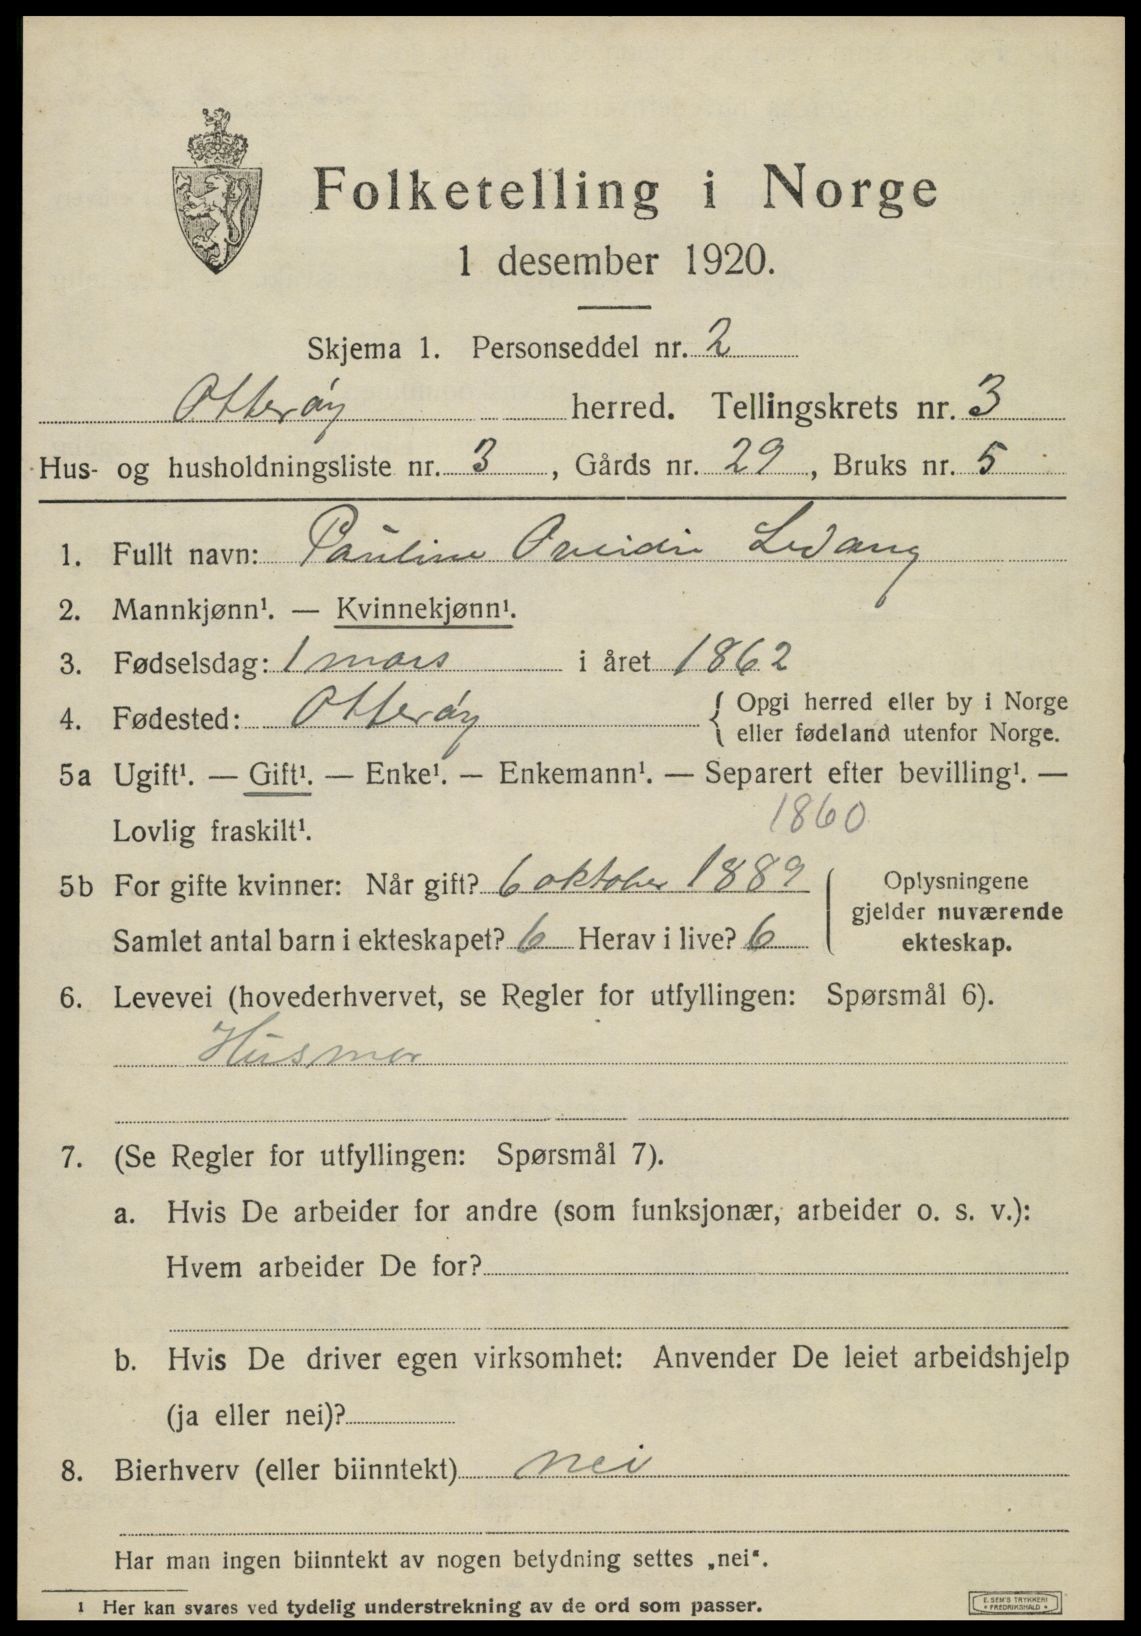 Folketelling i Norge
1 desember 1920.
Skjema 1. Personseddel nr. 2
Otterøy herred. Tellingskrets nr. 3
Hus- og husholdningsliste nr. 3, Gårds nr. 29, Bruks nr. 5
1. Fullt navn: Pauline Ledang
2. Mannkjønn¹. — Kvinnekjønn¹.
3. Fødselsdag: 1 mars i året 1862
4. Fødested: Otterøy { Opgi herred eller by i Norge
eller fødeland utenfor Norge.
5a Ugift¹. — Gift¹. — Enke¹. — Enkemann¹. — Separert efter bevilling¹. —
Lovlig fraskilt¹. 1860
5b For gifte kvinner: Når gift? 6 oktober 1889
Samlet antal barn i ekteskapet? 6 Herav i live? 6
Oplysningene
gjelder nuværende
ekteskap.
6. Levevei (hovederhvervet, se Regler for utfyllingen: Spørsmål 6).
Husmor
7. (Se Regler for utfyllingen: Spørsmål 7).
a. Hvis De arbeider for andre (som funksjonær, arbeider o. s. v.):
Hvem arbeider De for?
b. Hvis De driver egen virksomhet: Anvender De leiet arbeidshjelp
(ja eller nei)?
8. Bierhverv (eller biinntekt) nei
Har man ingen biinntekt av nogen betydning settes „nei“.
1 Her kan svares ved tydelig understrekning av de ord som passer.
E. SEM'S TRYKKERI
• FREDRIKSHALD •